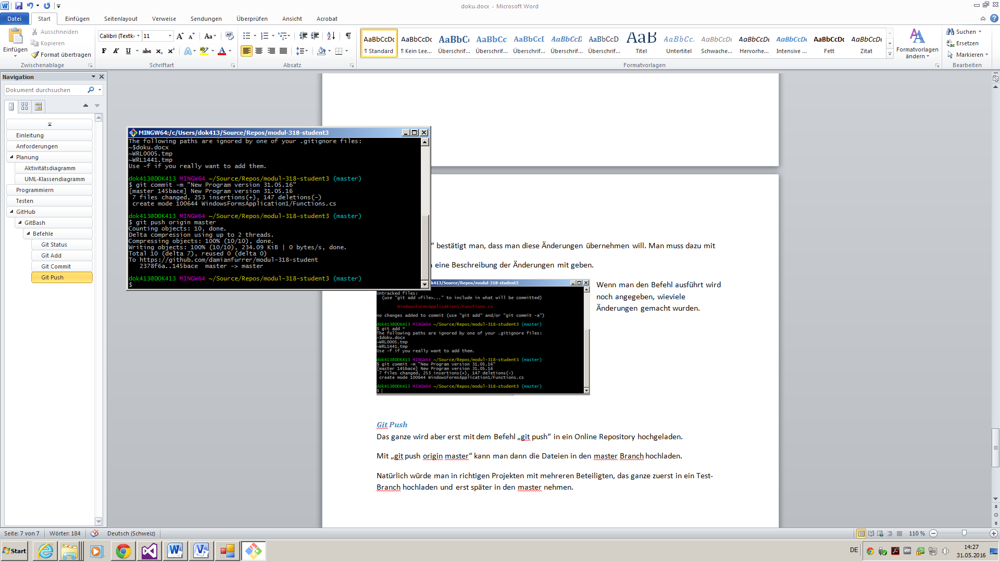 doku.docx - Microsoft Word
Datei Start Einfügen Seitenlayout Verweise Sendungen Überprüfen Ansicht Acrobat
Einfügen
Ausschneiden
Kopieren
Format übertragen
Zwischenablage
Calibri (Textk 11
F K U abc x₂ x² A ab A
Schriftart
Absatz
AaBbCcDc AaBbCcDc AaBbC AaBbCc AaBbCcI AaBbCcD AaBbCcD AaB AaBbCc. AaBbCcDc AaBbCcDc AaBbCcDc AaBbCcDc AaBbCcDc
¶ Standard ¶ Kein Lee... Überschrif... Überschrif... Überschrif... Überschrif... Überschrif... Titel Untertitel Schwache... Hervorhe... Intensive ... Fett Zitat
Formatvorlagen
Formatvorlagen ändern
Suchen
Ersetzen
Markieren
Bearbeiten
Navigation
Dokument durchsuchen
Einleitung
Anforderungen
Planung
Aktivitätsdiagramm
UML-Klassendiagramm
Programmieren
Testen
GitHub
GitBash
Befehle
Git Status
Git Add
Git Commit
Git Push
MINGW64:/c/Users/dok413/Source/Repos/modul-318-student3
The following paths are ignored by one of your .gitignore files:
~$doku.docx
~WRL0005.tmp
~WRL1441.tmp
Use -f if you really want to add them.
dok413@DOK413 MINGW64 ~/Source/Repos/modul-318-student3 (master)
$ git commit -m "New Program version 31.05.16"
[master 145bace] New Program version 31.05.16
7 files changed, 253 insertions(+), 147 deletions(-)
create mode 100644 WindowsFormsApplication1/Functions.cs
dok413@DOK413 MINGW64 ~/Source/Repos/modul-318-student3 (master)
$ git push origin master
Counting objects: 10, done.
Delta compression using up to 2 threads.
Compressing objects: 100% (10/10), done.
Writing objects: 100% (10/10), 234.09 KiB | 0 bytes/s, done.
Total 10 (delta 7), reused 0 (delta 0)
To https://github.com/damianfurrer/modul-318-student
2378f6a..145bace master -> master
dok413@DOK413 MINGW64 ~/Source/Repos/modul-318-student3 (master)
$
“ bestätigt man, dass man diese Änderungen übernehmen will. Man muss dazu mit
eine Beschreibung der Änderungen mit geben.
k413/Source/Repos/modul-318-student3
Untracked files:
(use "git add <file>..." to include in what will be committed)
WindowsFormsApplication1/Functions.cs
no changes added to commit (use "git add" and/or "git commit -a")
dok413@DOK413 MINGW64 ~/Source/Repos/modul-318-student3 (master)
$ git add *
The following paths are ignored by one of your .gitignore files:
~$doku.docx
~WRL0005.tmp
~WRL1441.tmp
Use -f if you really want to add them.
dok413@DOK413 MINGW64 ~/Source/Repos/modul-318-student3 (master)
$ git commit -m "New Program version 31.05.16"
[master 145bace] New Program version 31.05.16
7 files changed, 253 insertions(+), 147 deletions(-)
create mode 100644 WindowsFormsApplication1/Functions.cs
dok413@DOK413 MINGW64 ~/Source/Repos/modul-318-student3 (master)
$
Wenn man den Befehl ausführt wird
noch angegeben, wieviele
Änderungen gemacht wurden.
Git Push
Das ganze wird aber erst mit dem Befehl „git push“ in ein Online Repository hochgeladen.
Mit „git push origin master“ kann man dann die Dateien in den master Branch hochladen.
Natürlich würde man in richtigen Projekten mit mehreren Beteiligten, das ganze zuerst in ein Test-
Branch hochladen und erst später in den master nehmen.
Seite: 7 von 7 Wörter: 184 Deutsch (Schweiz) 110 %
Start DE 14:27
31.05.2016